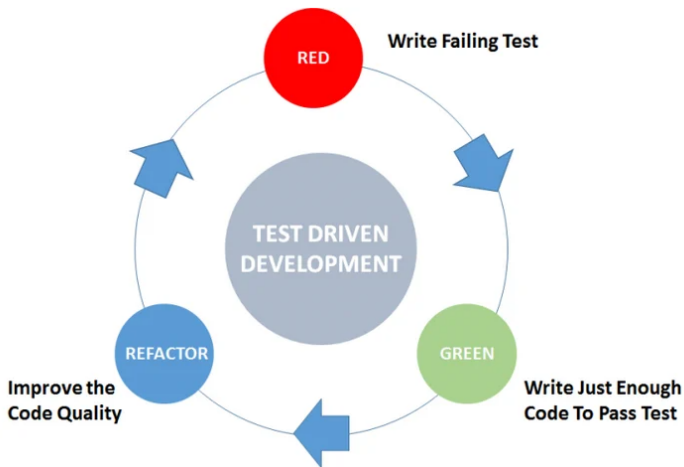 RED
Write Failing Test
TEST DRIVEN
DEVELOPMENT
REFACTOR
GREEN
Improve the
Code Quality
Write Just Enough
Code To Pass Test